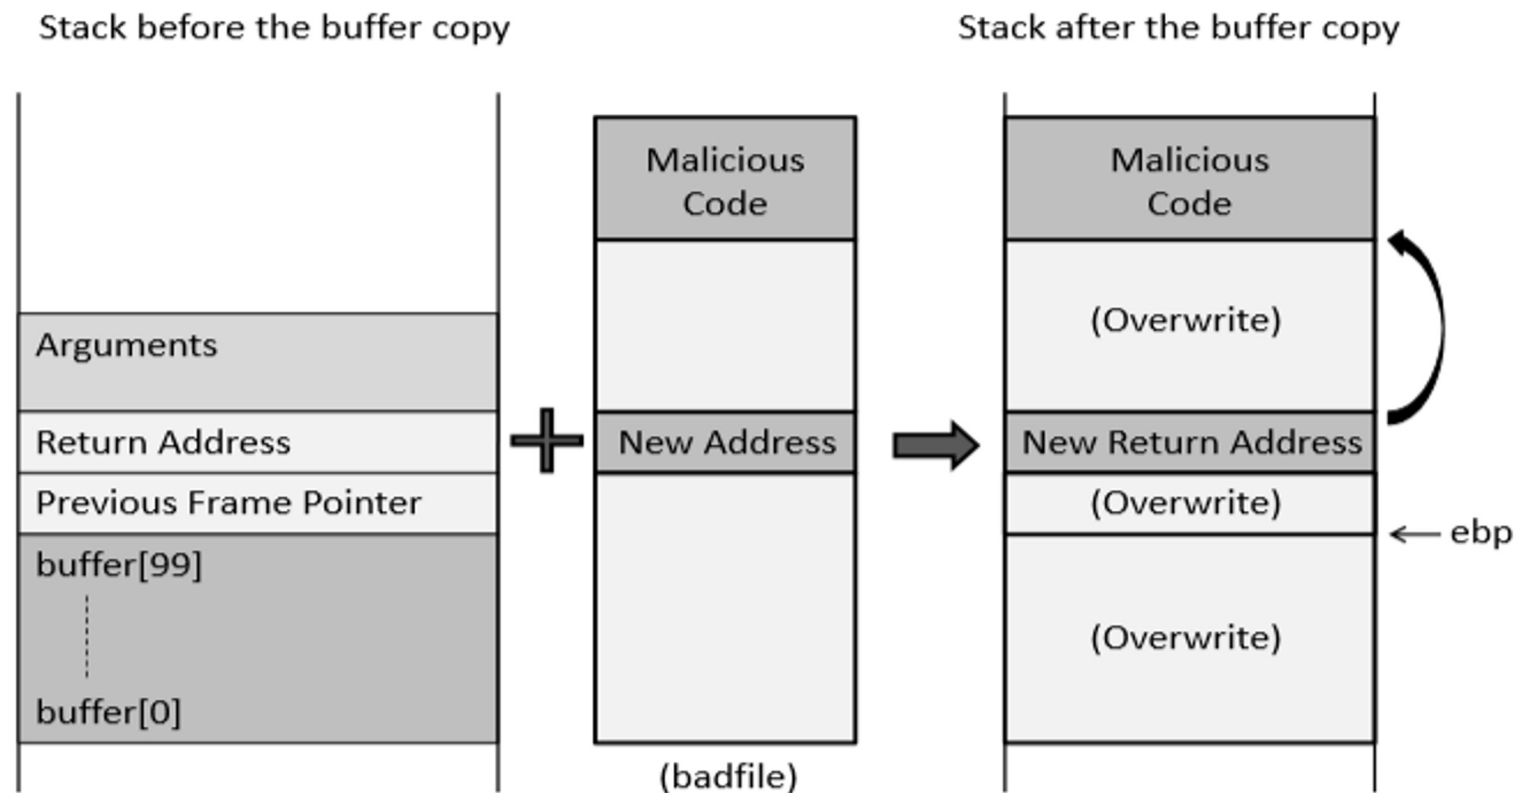 Stack before the buffer copy
Stack after the buffer copy
Arguments
Return Address
Previous Frame Pointer
buffer[99]
buffer[0]
Malicious
Code
New Address
(badfile)
Malicious
Code
(Overwrite)
New Return Address
(Overwrite)
ebp
(Overwrite)